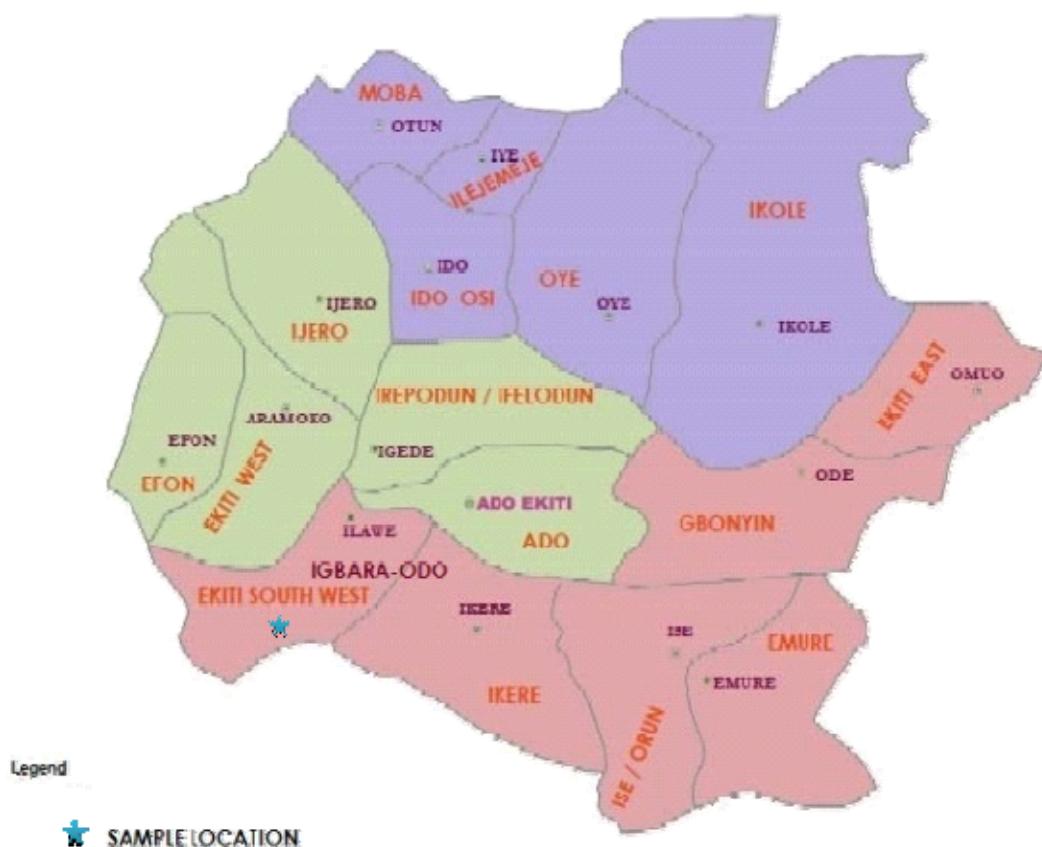 MOBA
OTUN
IYE
ILEJEMEJE
IKOLE
IDO
OYE
IDO OSI
IJERO
OYE
IJERO
IKOLE
EKITI EAST
OMUO
IREPODUN / IFELODUN
ARAMOKO
EFON
IGEDE
EKITI WEST
EFON
ODE
ADO EKITI
GBONYIN
ILAWE
ADO
IGBARA-ODO
EKITI SOUTH WEST
IKERE
ISE
EMURE
EMURE
IKERE
ISE / ORUN
Legend
SAMPLE LOCATION